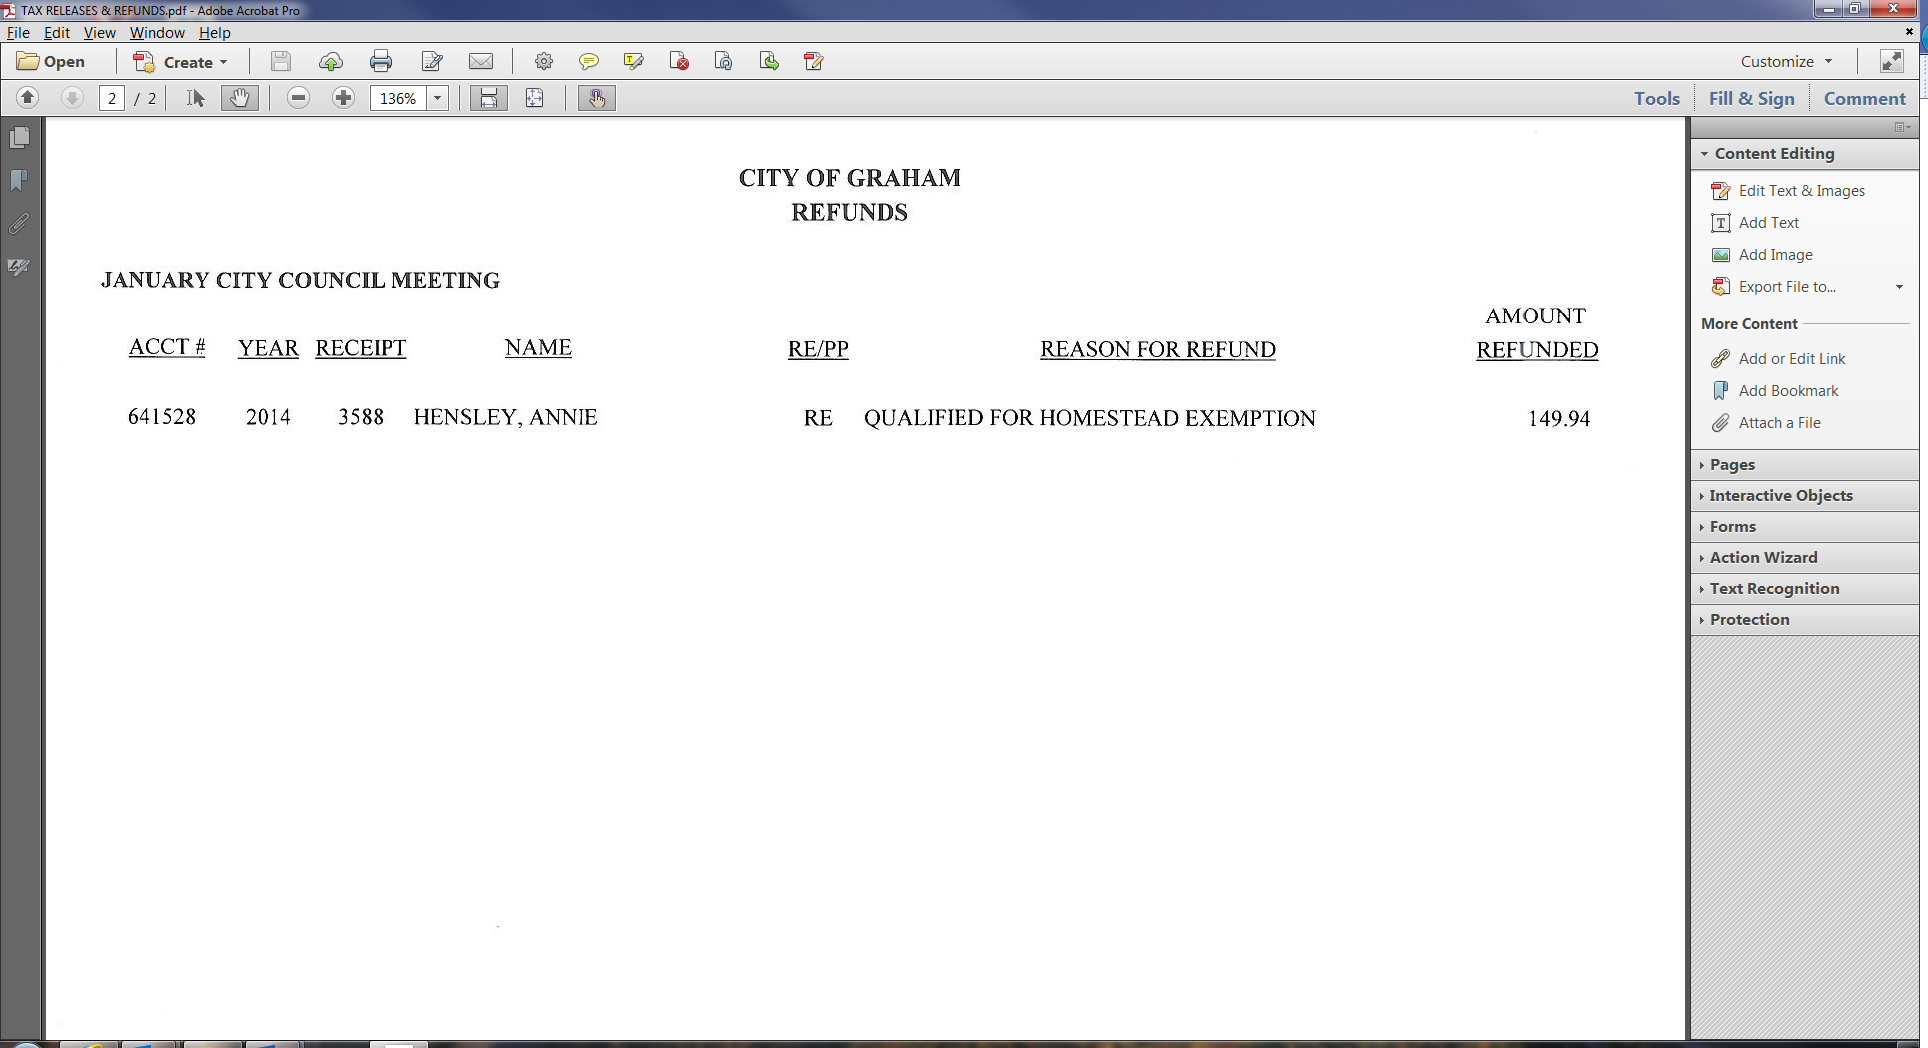 TAX RELEASES & REFUNDS.pdf - Adobe Acrobat Pro
File Edit View Window Help
Open Create Customize
2 / 2 136% Tools Fill & Sign Comment
CITY OF GRAHAM
REFUNDS
JANUARY CITY COUNCIL MEETING
AMOUNT
ACCT # YEAR RECEIPT NAME RE/PP REASON FOR REFUND REFUNDED
641528 2014 3588 HENSLEY, ANNIE RE QUALIFIED FOR HOMESTEAD EXEMPTION 149.94
Content Editing
Edit Text & Images
Add Text
Add Image
Export File to...
More Content
Add or Edit Link
Add Bookmark
Attach a File
Pages
Interactive Objects
Forms
Action Wizard
Text Recognition
Protection